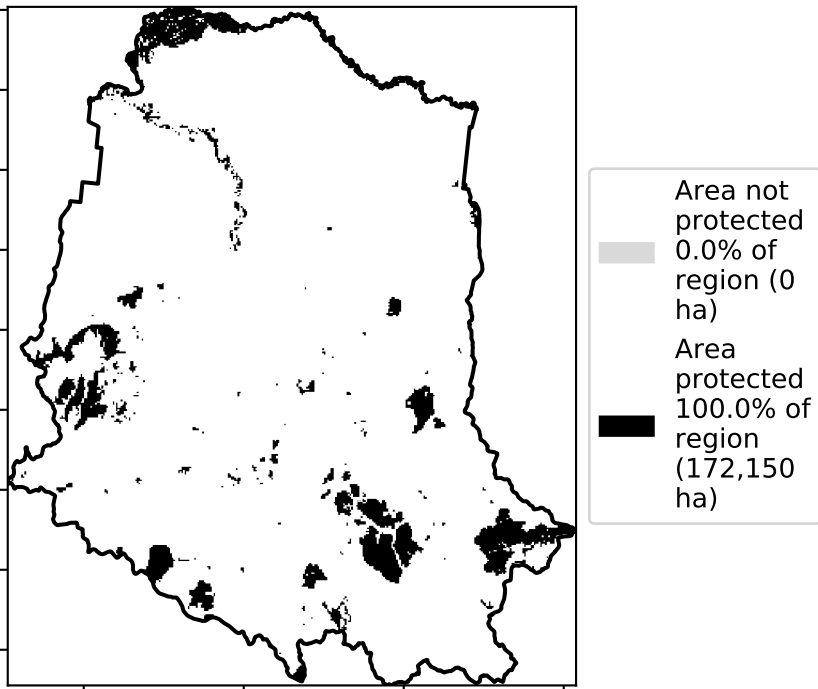 Area not
protected
0.0% of
region (0
ha)
Area
protected
100.0% of
region
(172,150
ha)